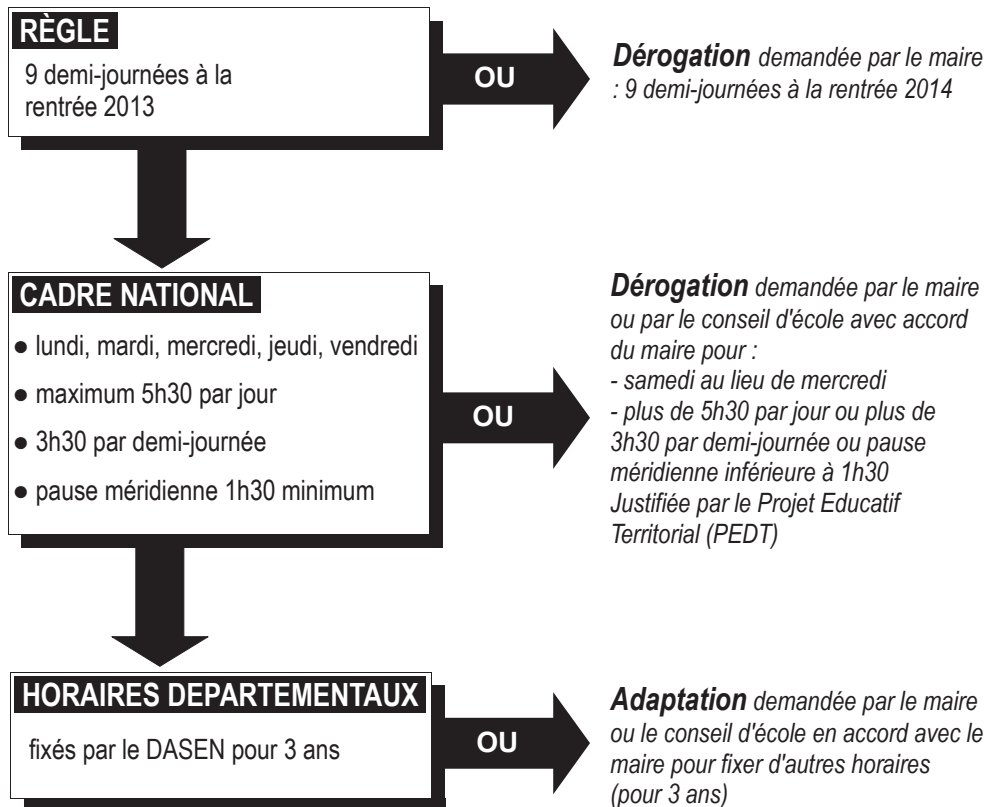 RÈGLE
9 demi-journées à la
rentrée 2013
OU
Dérogation demandée par le maire
: 9 demi-journées à la rentrée 2014
CADRE NATIONAL
● lundi, mardi, mercredi, jeudi, vendredi
● maximum 5h30 par jour
● 3h30 par demi-journée
● pause méridienne 1h30 minimum
OU
Dérogation demandée par le maire
ou par le conseil d'école avec accord
du maire pour :
- samedi au lieu de mercredi
- plus de 5h30 par jour ou plus de
3h30 par demi-journée ou pause
méridienne inférieure à 1h30
Justifiée par le Projet Educatif
Territorial (PEDT)
HORAIRES DEPARTEMENTAUX
fixés par le DASEN pour 3 ans
OU
Adaptation demandée par le maire
ou le conseil d'école en accord avec le
maire pour fixer d'autres horaires
(pour 3 ans)